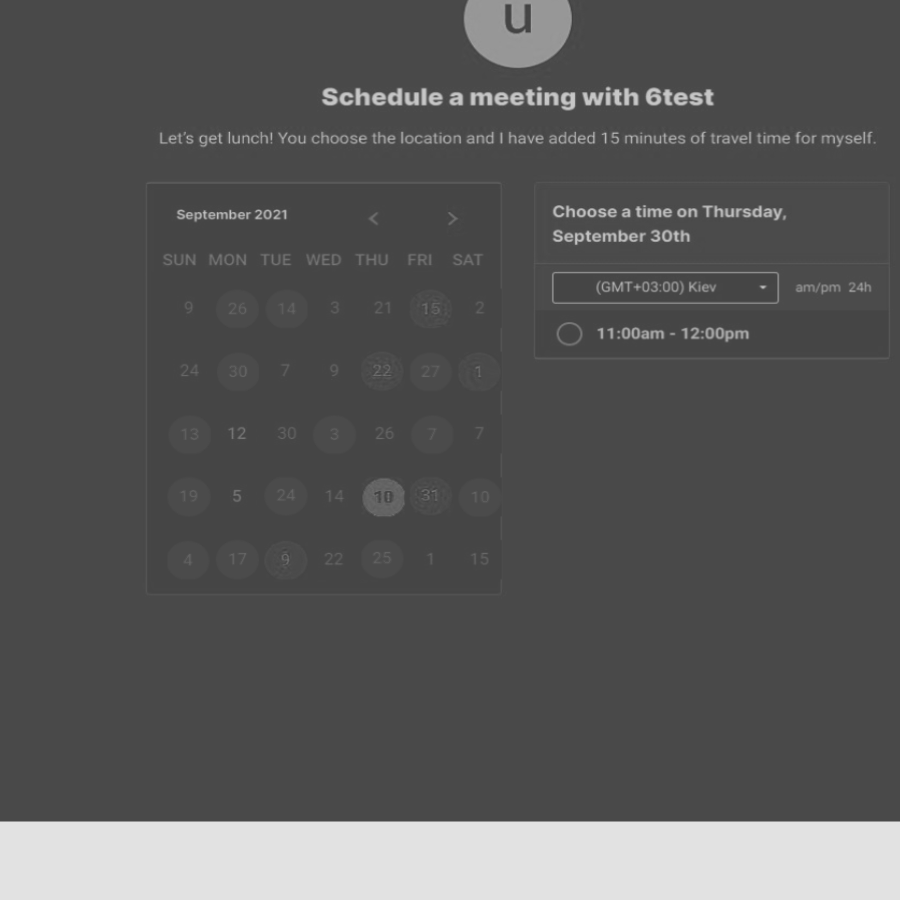 u
Schedule a meeting with 6test
Let's get lunch! You choose the location and I have added 15 minutes of travel time for myself.
September 2021 < >
SUN MON TUE WED THU FRI SAT
9 26 14 3 21 15 2
24 30 7 9 22 27 1
13 12 30 3 26 7 7
19 5 24 14 10 31 10
4 17 9 22 25 1 15
Choose a time on Thursday,
September 30th
(GMT+03:00) Kiev am/pm 24h
11:00am - 12:00pm